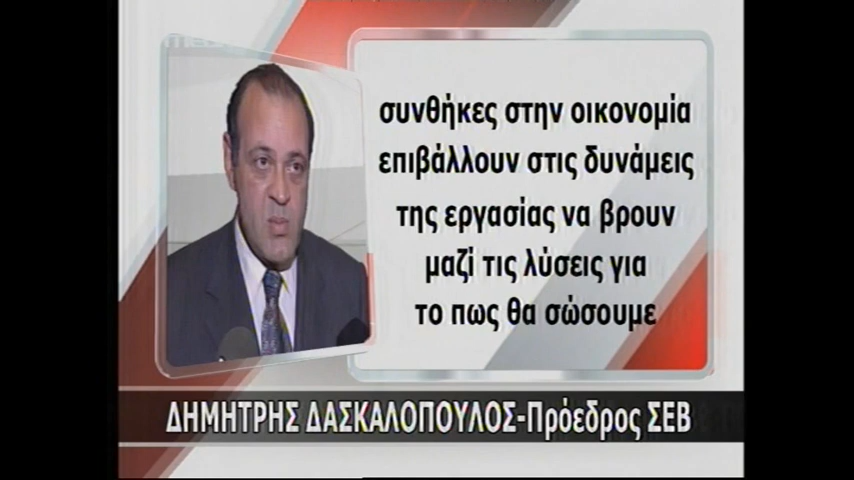 συνθήκες στην οικονομία
επιβάλλουν στις δυνάμεις
της εργασίας να βρουν
μαζί τις λύσεις για
το πως θα σώσουμε
ΔΗΜΗΤΡΗΣ ΔΑΣΚΑΛΟΠΟΥΛΟΣ-Πρόεδρος ΣΕΒ